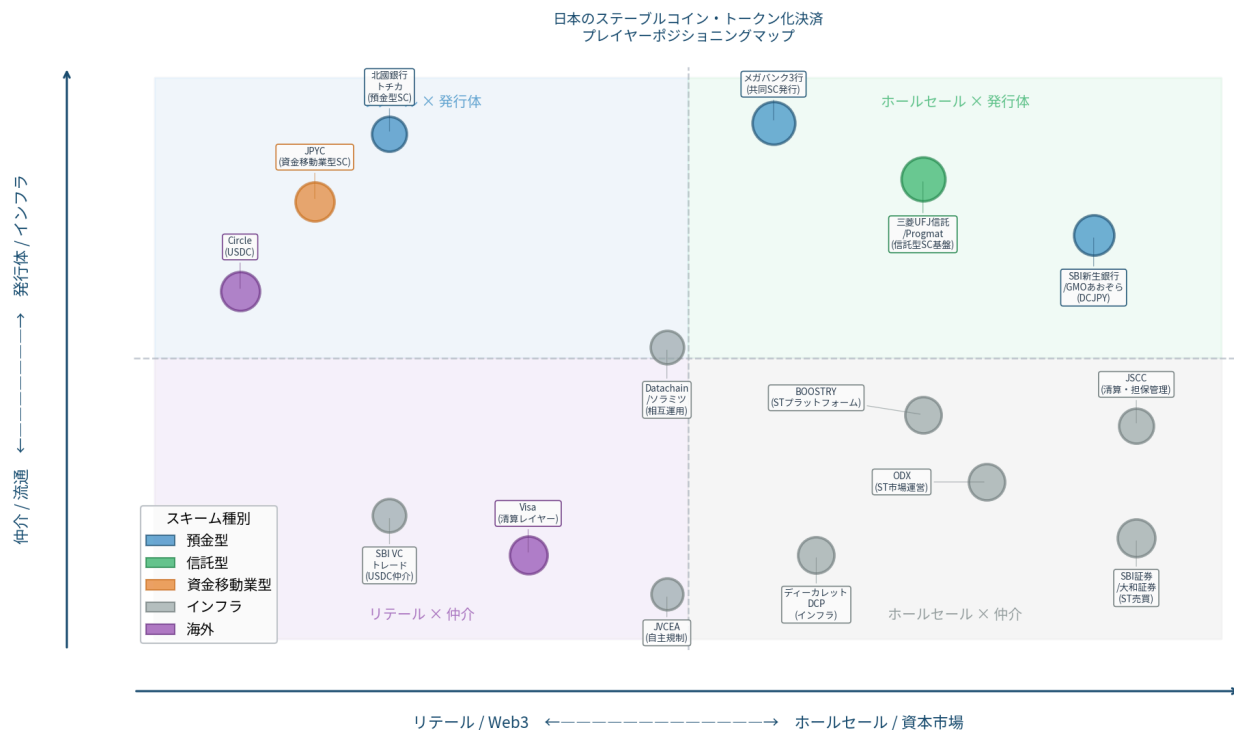 日本のステーブルコイン・トークン化決済
プレイヤーポジショニングマップ
北國銀行
トチカ
(預金型SC)
ル × 発行体
メガバンク3行
(共同SC発行)
ホールセール × 発行体
JPYC
(資金移動業型SC)
三菱UFJ信託
/Progmat
(信託型SC基盤)
Circle
(USDC)
SBI新生銀行
/GMOあおぞら
(DCJPY)
Datachain
/ソラミツ
(相互運用)
BOOSTRY
(STプラットフォーム)
JSCC
(清算・担保管理)
ODX
(ST市場運営)
Visa
(清算レイヤー)
SBI VC
トレード
(USDC仲介)
ディーカレット
DCP
(インフラ)
SBI証券
/大和証券
(ST売買)
JVCEA
(自主規制)
リテール × 仲介
ホールセール × 仲介
スキーム種別
預金型
信託型
資金移動業型
インフラ
海外
仲介 / 流通 ←――――――――→ 発行体 / インフラ
リテール / Web3 ←――――――――――――――→ ホールセール / 資本市場